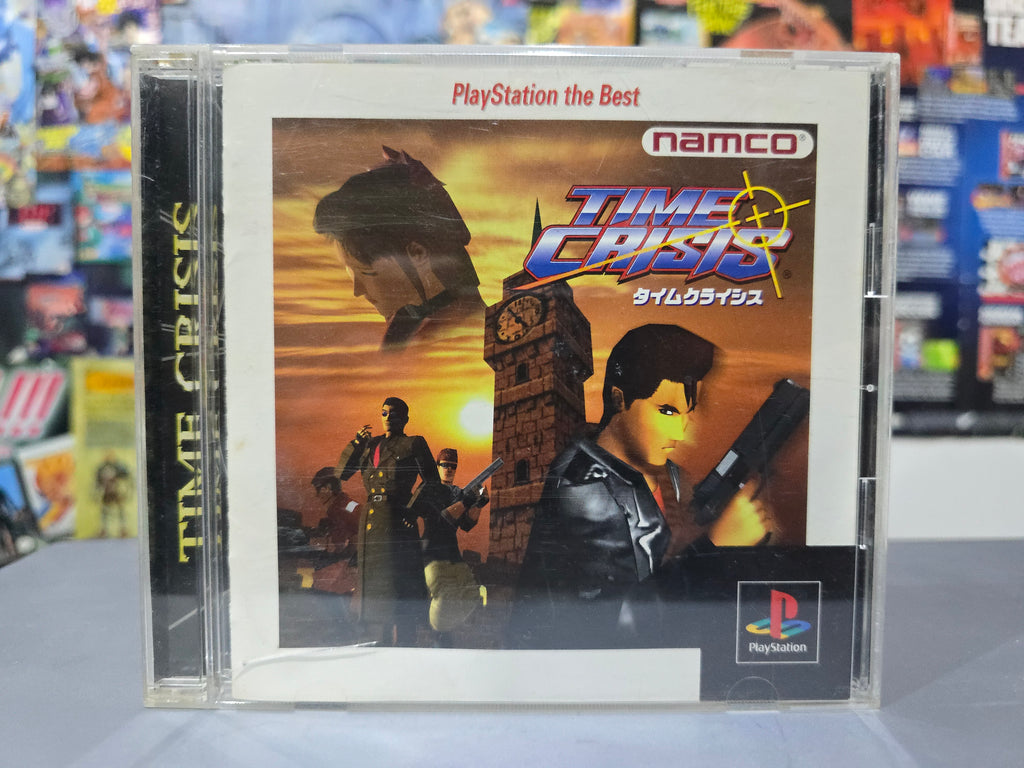 PlayStation the Best
namco®
TIME
CRISIS®
タイムクライシス
TIME CRISIS
PlayStation